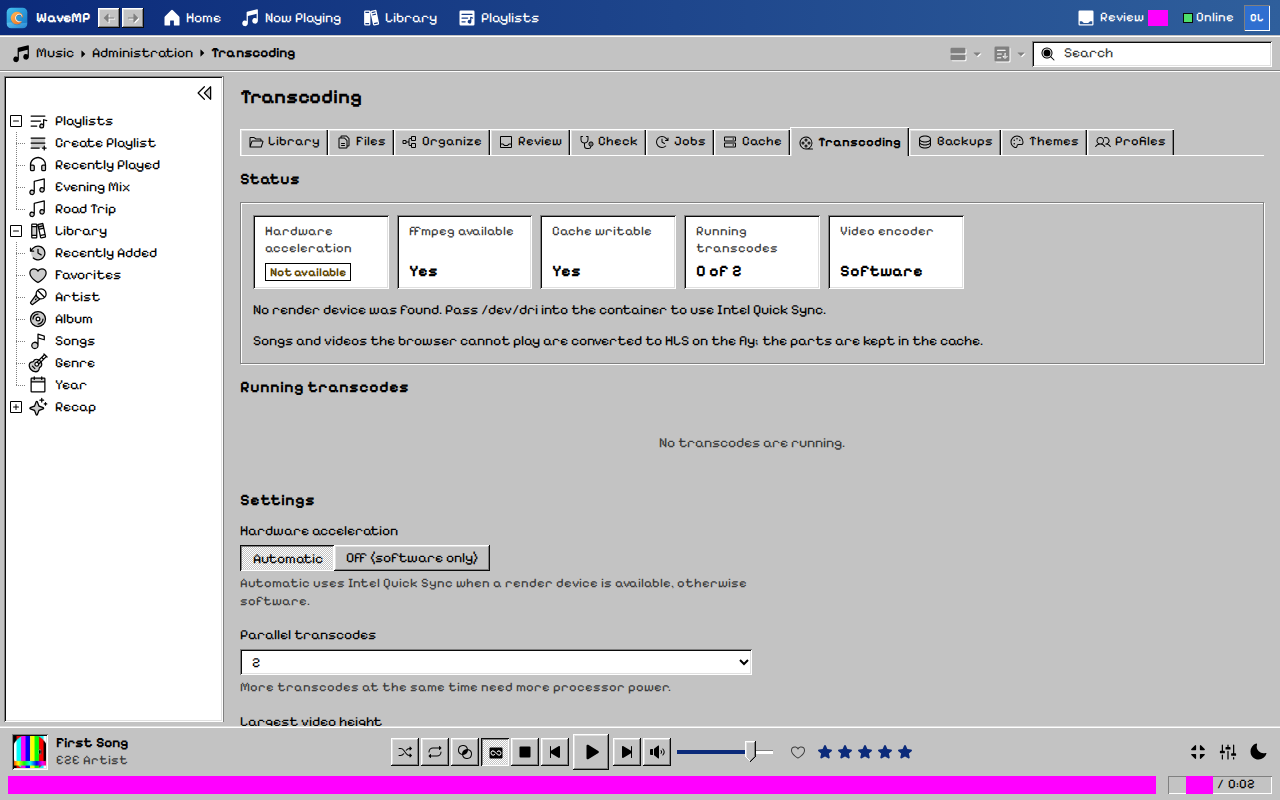 WaveMP Home Now Playing Library Playlists Review Online OL
Music Administration Transcoding Search
Playlists
Create Playlist
Recently Played
Evening Mix
Road Trip
Library
Recently Added
Favorites
Artist
Album
Songs
Genre
Year
Recap
Transcoding
Library Files Organize Review Check Jobs Cache Transcoding Backups Themes Profiles
Status
Hardware acceleration
Not available
Ffmpeg available
Yes
Cache writable
Yes
Running transcodes
0 of 2
Video encoder
Software
No render device was found. Pass /dev/dri into the container to use Intel Quick Sync.
Songs and videos the browser cannot play are converted to HLS on the fly; the parts are kept in the cache.
Running transcodes
No transcodes are running.
Settings
Hardware acceleration
Automatic Off (software only)
Automatic uses Intel Quick Sync when a render device is available, otherwise
software.
Parallel transcodes
2
More transcodes at the same time need more processor power.
Largest video height
First Song
E2E Artist
/ 0:02